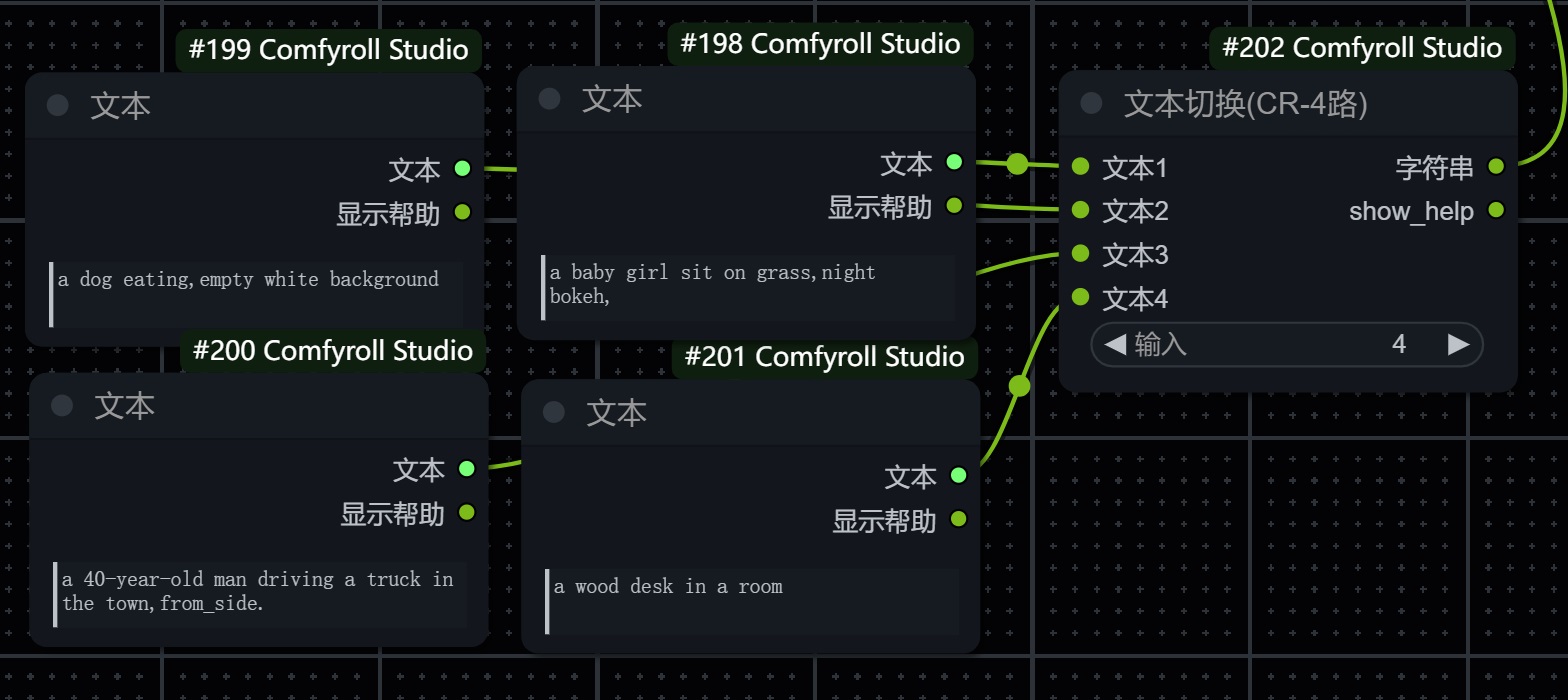 #199 Comfyroll Studio
文本
文本
显示帮助
a dog eating,empty white background
#198 Comfyroll Studio
文本
文本
显示帮助
a baby girl sit on grass,night
bokeh,
#200 Comfyroll Studio
文本
文本
显示帮助
a 40-year-old man driving a truck in
the town,from_side.
#201 Comfyroll Studio
文本
文本
显示帮助
a wood desk in a room
#202 Comfyroll Studio
文本切换(CR-4路)
文本1 字符串
文本2 show_help
文本3
文本4
输入 4